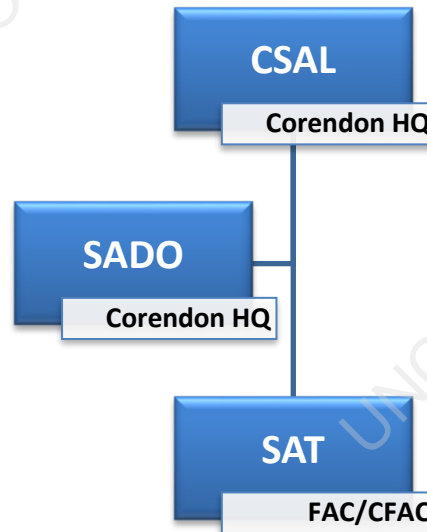 CSAL
Corendon HQ
SADO
Corendon HQ
SAT
FAC/CFAC